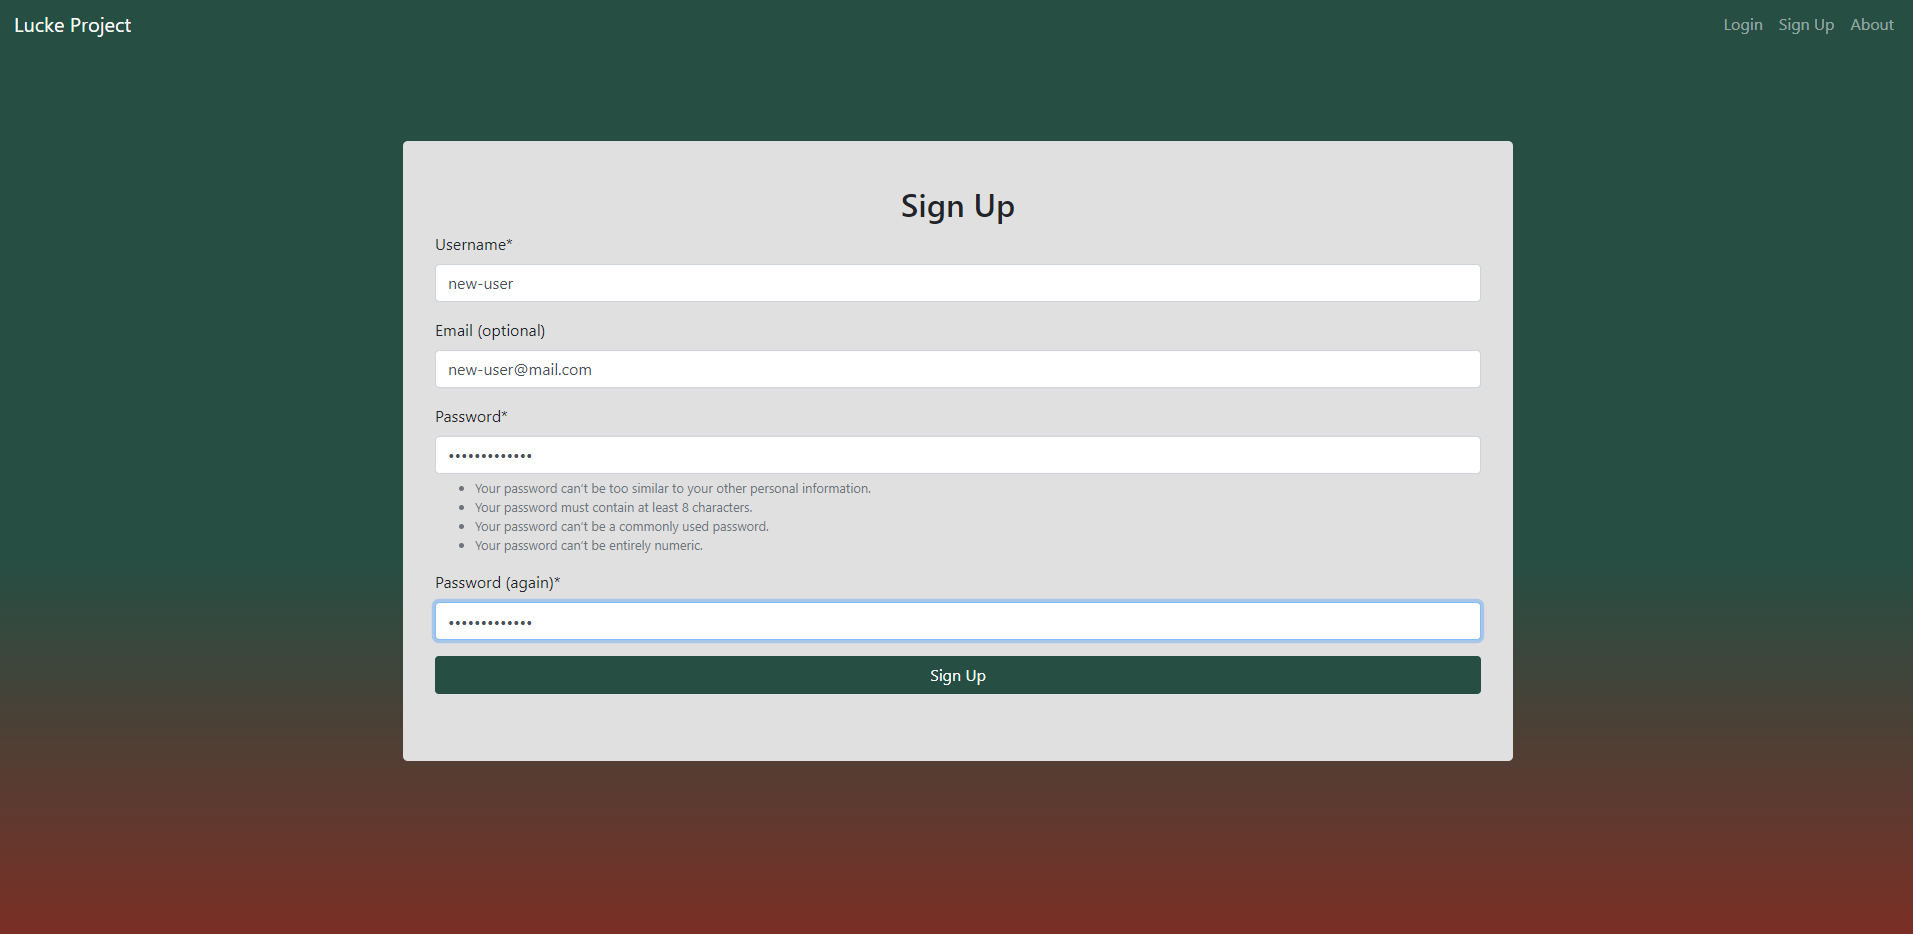 Lucke Project
Login Sign Up About
Sign Up
Username*
new-user
Email (optional)
new-user@mail.com
Password*
•••••••••••••
• Your password can't be too similar to your other personal information.
• Your password must contain at least 8 characters.
• Your password can't be a commonly used password.
• Your password can't be entirely numeric.
Password (again)*
•••••••••••••
Sign Up